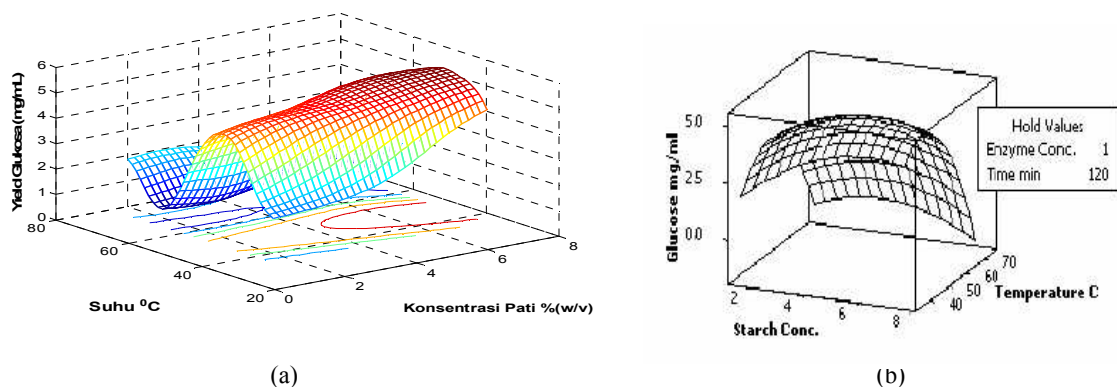 6
5
4
3
2
1
0
Yield Glukosa (mg/mL)
80
60
40
20
Suhu ⁰C
0
2
4
6
8
Konsentrasi Pati %(w/v)
(a)
5.0
2.5
0.0
Glucose mg/ml
2
4
6
8
Starch Conc.
40
50
60
70
Temperature C
Hold Values
Enzyme Conc. 1
Time min 120
(b)